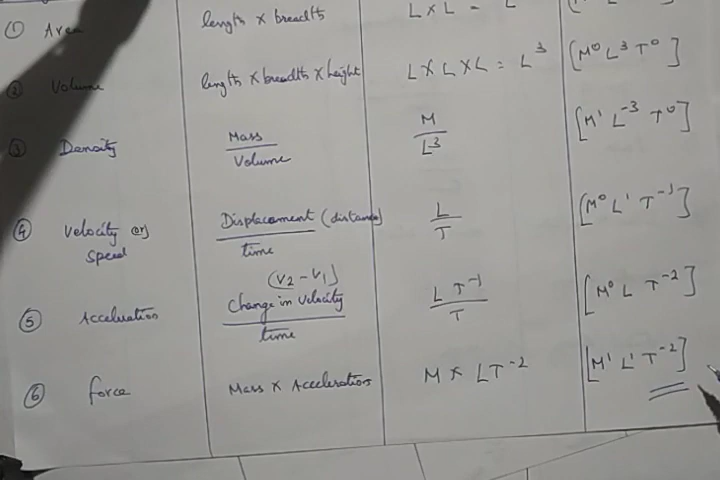 ① Area length × breadth L × L = L
② Volume length × breadth × height L × L × L = L³ [M⁰ L³ T⁰]
③ Density Mass / Volume M / L³ [M¹ L⁻³ T⁰]
④ Velocity (or) Speed Displacement (distance) / time L / T [M⁰ L¹ T⁻¹]
⑤ Acceleration (V₂ - V₁) Change in Velocity / time L T⁻¹ / T [M⁰ L T⁻²]
⑥ force Mass × Acceleration M × LT⁻² [M¹ L¹ T⁻²]